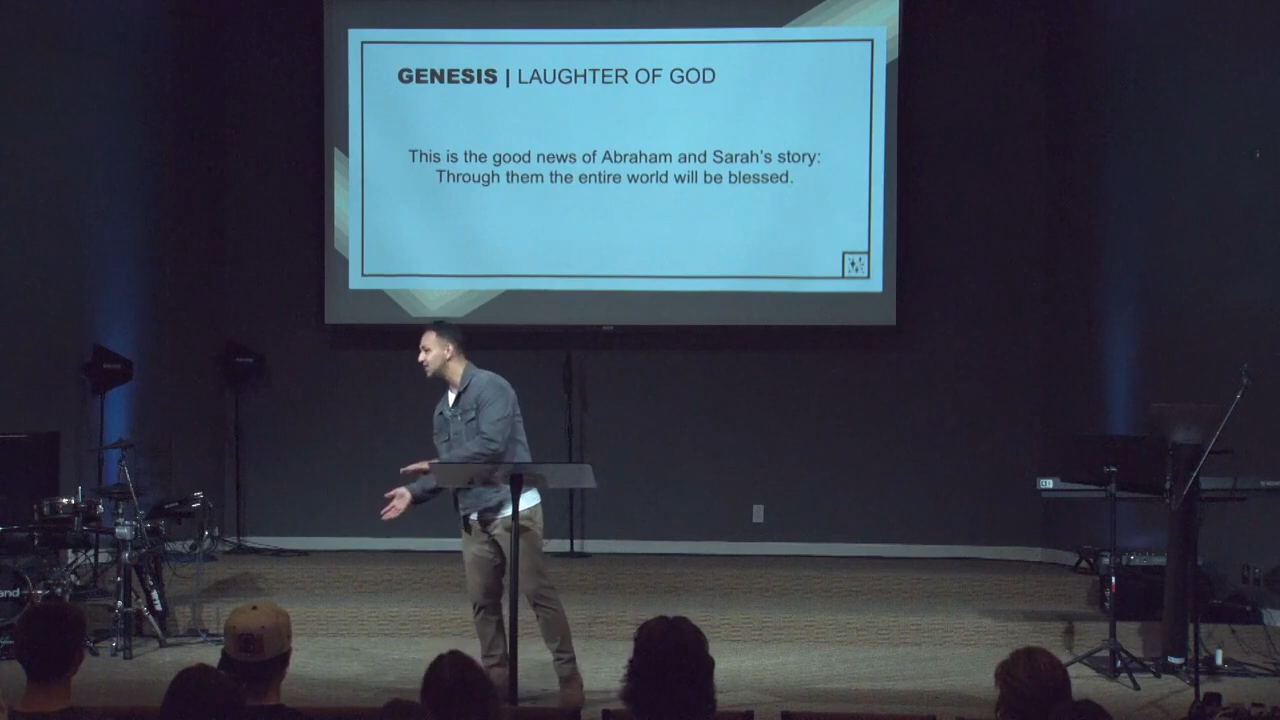 GENESIS | LAUGHTER OF GOD
This is the good news of Abraham and Sarah's story:
Through them the entire world will be blessed.